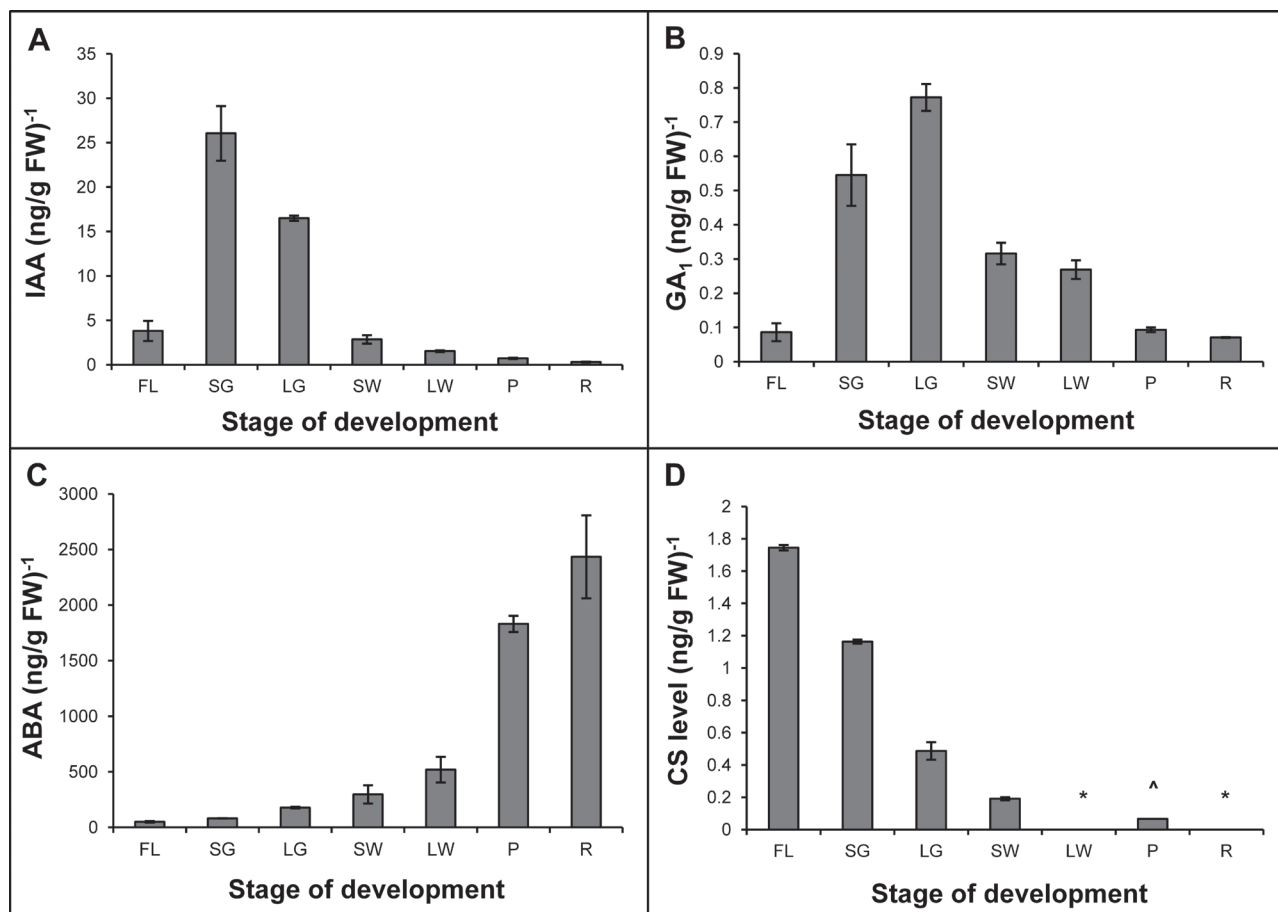 A
IAA (ng/g FW)-1
35
30
25
20
15
10
5
0
FL SG LG SW LW P R
Stage of development
B
GA1 (ng/g FW)-1
0.9
0.8
0.7
0.6
0.5
0.4
0.3
0.2
0.1
0
FL SG LG SW LW P R
Stage of development
C
ABA (ng/g FW)-1
3000
2500
2000
1500
1000
500
0
FL SG LG SW LW P R
Stage of development
D
CS level (ng/g FW)-1
2
1.8
1.6
1.4
1.2
1
0.8
0.6
0.4
0.2
0
* ^ *
FL SG LG SW LW P R
Stage of development